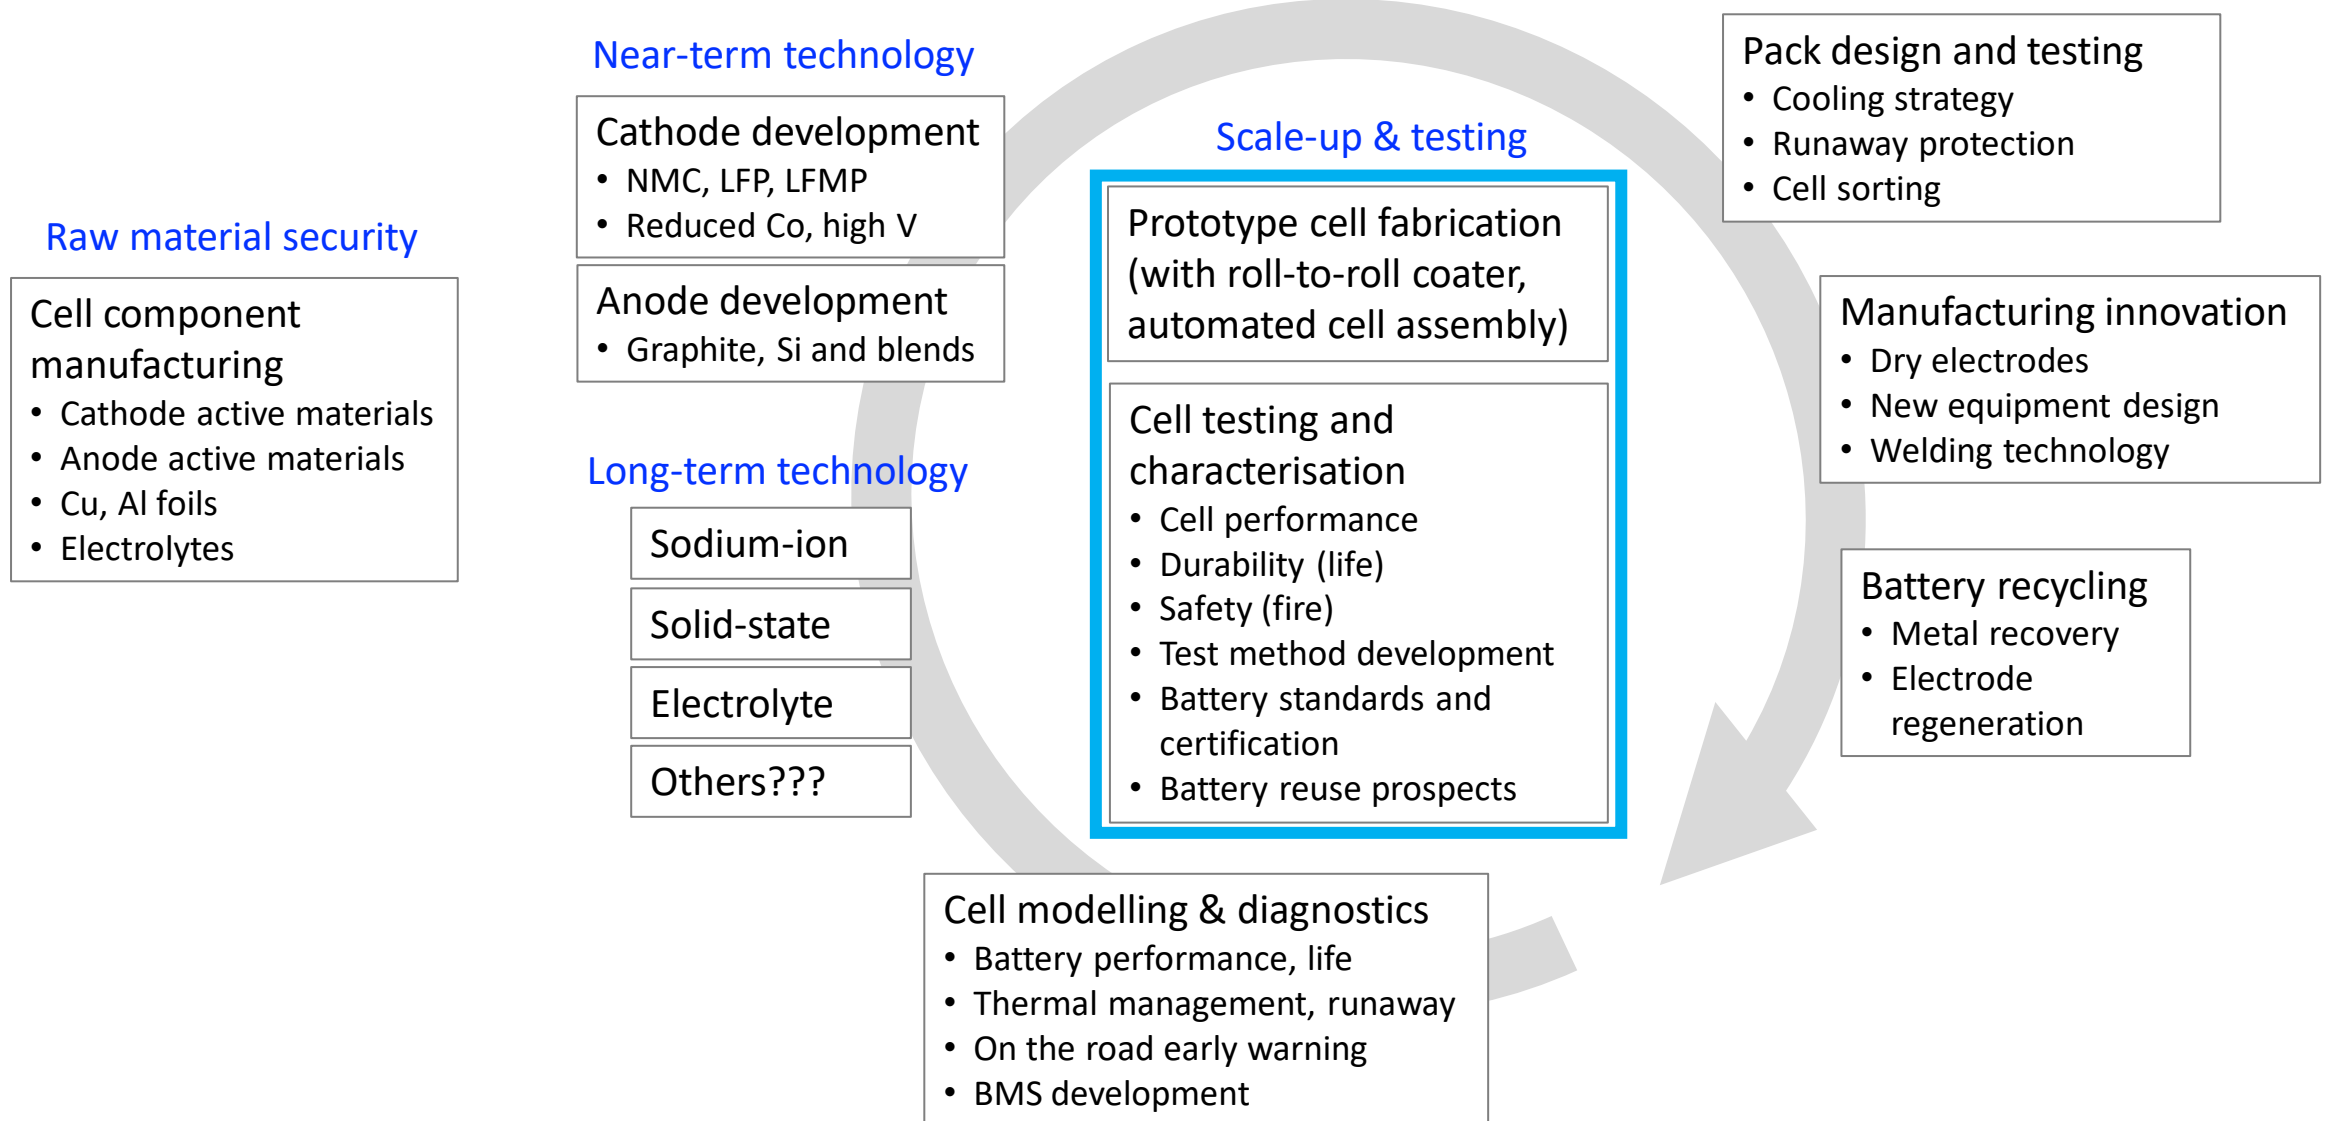 Raw material security
Cell component
manufacturing
• Cathode active materials
• Anode active materials
• Cu, Al foils
• Electrolytes
Near-term technology
Cathode development
• NMC, LFP, LFMP
• Reduced Co, high V
Anode development
• Graphite, Si and blends
Long-term technology
Sodium-ion
Solid-state
Electrolyte
Others???
Scale-up & testing
Prototype cell fabrication
(with roll-to-roll coater,
automated cell assembly)
Cell testing and
characterisation
• Cell performance
• Durability (life)
• Safety (fire)
• Test method development
• Battery standards and
certification
• Battery reuse prospects
Cell modelling & diagnostics
• Battery performance, life
• Thermal management, runaway
• On the road early warning
• BMS development
Pack design and testing
• Cooling strategy
• Runaway protection
• Cell sorting
Manufacturing innovation
• Dry electrodes
• New equipment design
• Welding technology
Battery recycling
• Metal recovery
• Electrode
regeneration